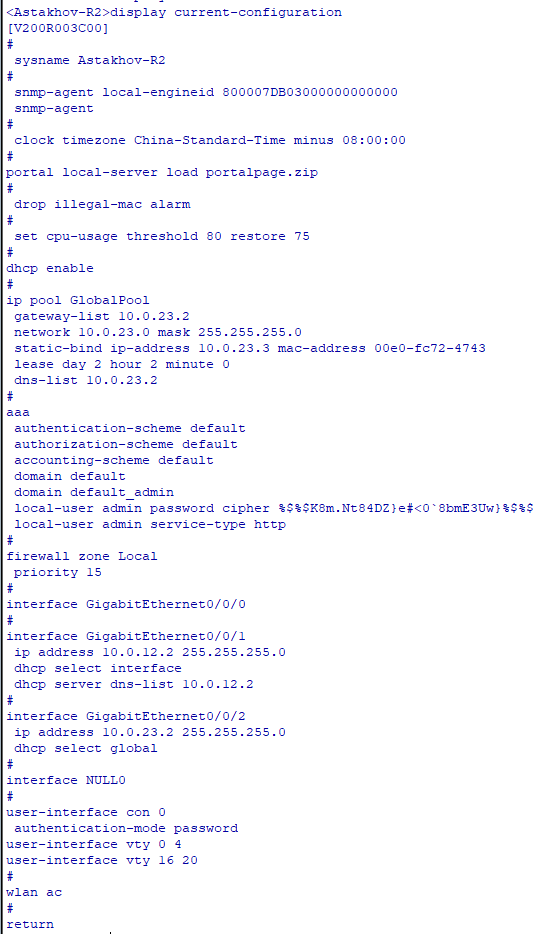 <Astakhov-R2>display current-configuration
[V200R003C00]
#
 sysname Astakhov-R2
#
 snmp-agent local-engineid 800007DB03000000000000
 snmp-agent
#
 clock timezone China-Standard-Time minus 08:00:00
#
portal local-server load portalpage.zip
#
 drop illegal-mac alarm
#
 set cpu-usage threshold 80 restore 75
#
dhcp enable
#
ip pool GlobalPool
 gateway-list 10.0.23.2
 network 10.0.23.0 mask 255.255.255.0
 static-bind ip-address 10.0.23.3 mac-address 00e0-fc72-4743
 lease day 2 hour 2 minute 0
 dns-list 10.0.23.2
#
aaa
 authentication-scheme default
 authorization-scheme default
 accounting-scheme default
 domain default
 domain default_admin
 local-user admin password cipher %$%$K8m.Nt84DZ}e#<0`8bmE3Uw}%$%$
 local-user admin service-type http
#
firewall zone Local
 priority 15
#
interface GigabitEthernet0/0/0
#
interface GigabitEthernet0/0/1
 ip address 10.0.12.2 255.255.255.0
 dhcp select interface
 dhcp server dns-list 10.0.12.2
#
interface GigabitEthernet0/0/2
 ip address 10.0.23.2 255.255.255.0
 dhcp select global
#
interface NULL0
#
user-interface con 0
 authentication-mode password
user-interface vty 0 4
user-interface vty 16 20
#
wlan ac
#
return